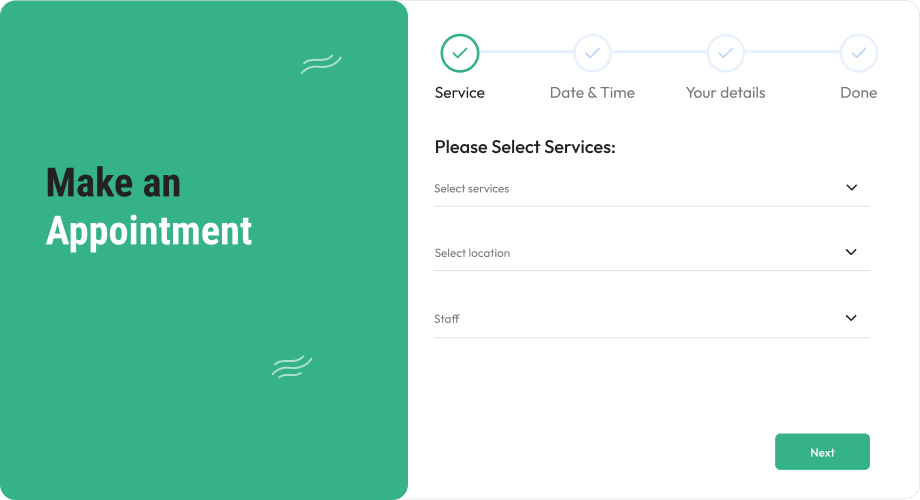 Make an
Appointment
Service
Date & Time
Your details
Done
Please Select Services:
Select services
Select location
Staff
Next